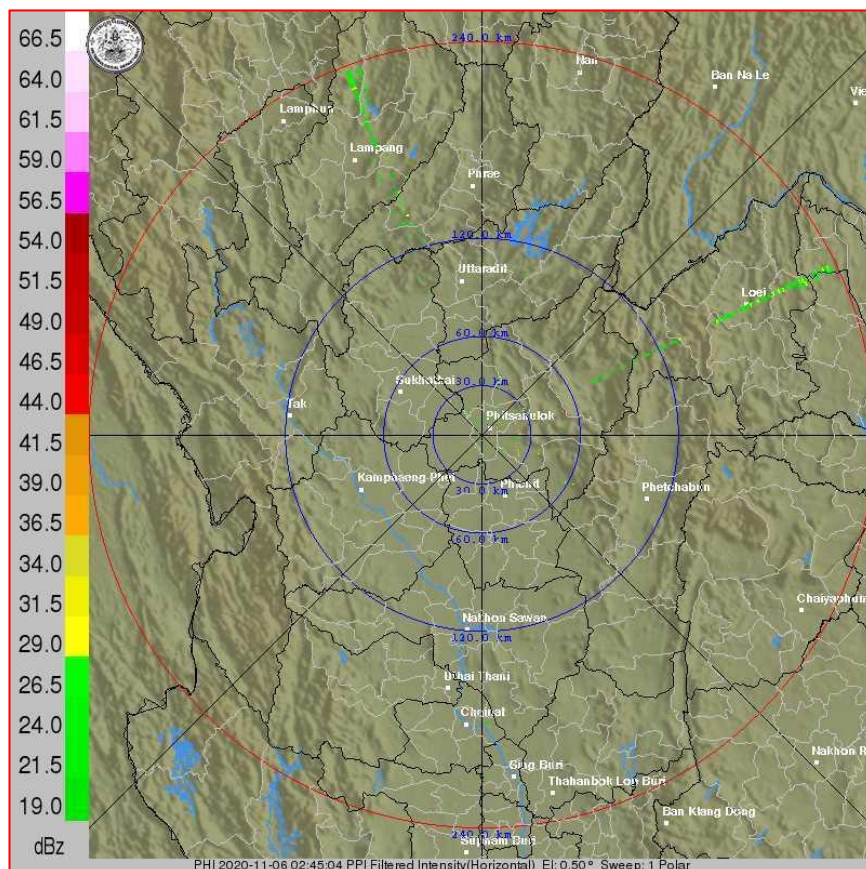 66.5
64.0
61.5
59.0
56.5
54.0
51.5
49.0
46.5
44.0
41.5
39.0
36.5
34.0
31.5
29.0
26.5
24.0
21.5
19.0
dBz
240.0 km
Nan
Ban Na Le
Vie
Lamphun
Lampang
Phrae
120.0 km
Uttaradit
Loei
60.0 km
30.0 km
Sukhothai
Tak
Phitsanulok
Kamphaeng Phet
Phichit
30.0 km
Phetchabun
60.0 km
Chaiyaphum
Nakhon Sawan
120.0 km
Uthai Thani
Chainat
Sing Buri
Nakhon R
Thahanbok Lop Buri
Ban Klang Dong
240.0 km
Suphan Buri
PHI 2020-11-06 02:45:04 PPI Filtered Intensity(Horizontal) El: 0.50° Sweep: 1 Polar